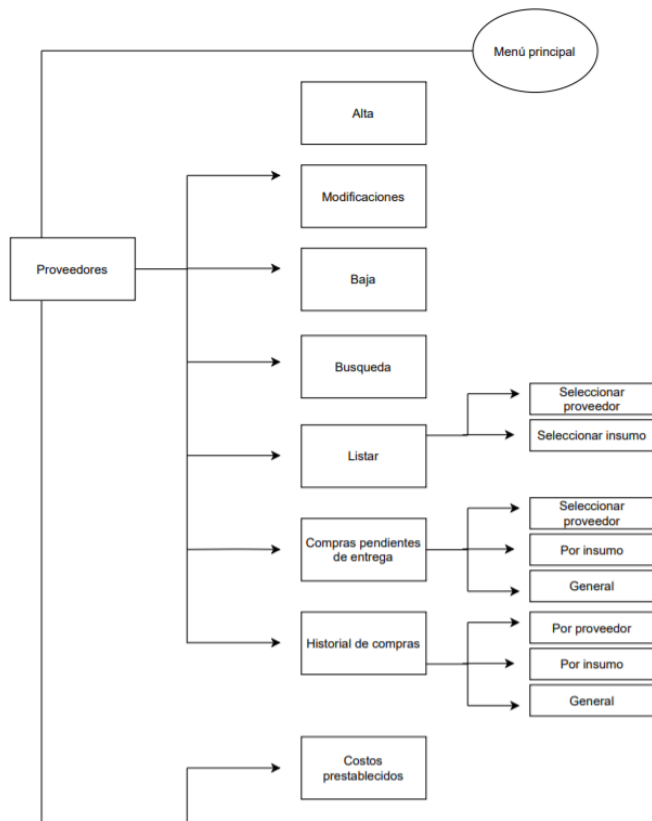 Menú principal
Alta
Modificaciones
Proveedores
Baja
Busqueda
Seleccionar
proveedor
Listar
Seleccionar insumo
Seleccionar
proveedor
Compras pendientes
de entrega
Por insumo
General
Historial de compras
Por proveedor
Por insumo
General
Costos
prestablecidos